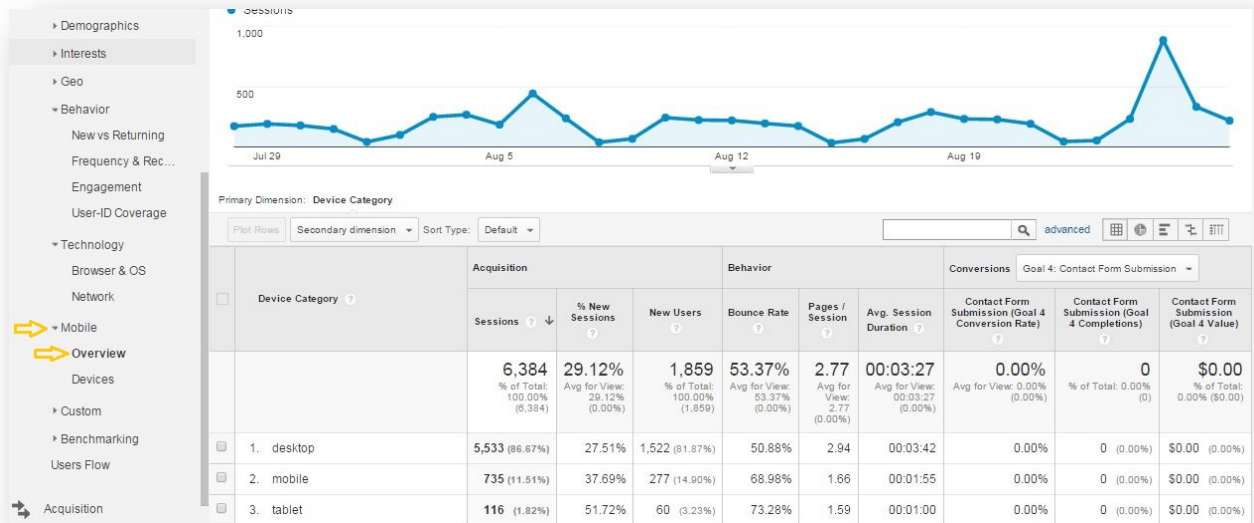 Demographics
Interests
Geo
Behavior
New vs Returning
Frequency & Rec...
Engagement
User-ID Coverage
Technology
Browser & OS
Network
Mobile
Overview
Devices
Custom
Benchmarking
Users Flow
Acquisition
Sessions
1,000
500
Jul 29 Aug 5 Aug 12 Aug 19
Primary Dimension: Device Category
Plot Rows Secondary dimension Sort Type: Default advanced
Acquisition Behavior Conversions Goal 4: Contact Form Submission
Device Category ?
Sessions ?
% New
Sessions
?
New Users
?
Bounce Rate
?
Pages /
Session
?
Avg. Session
Duration ?
Contact Form
Submission (Goal 4
Conversion Rate)
?
Contact Form
Submission (Goal
4 Completions)
?
Contact Form
Submission
(Goal 4 Value)
?
6,384
% of Total:
100.00%
(6,384)
29.12%
Avg for View:
29.12%
(0.00%)
1,859
% of Total:
100.00%
(1,859)
53.37%
Avg for View:
53.37%
(0.00%)
2.77
Avg for
View:
2.77
(0.00%)
00:03:27
Avg for View:
00:03:27
(0.00%)
0.00%
Avg for View: 0.00%
(0.00%)
0
% of Total: 0.00%
(0)
$0.00
% of Total:
0.00% ($0.00)
1. desktop 5,533 (86.67%) 27.51% 1,522 (81.87%) 50.88% 2.94 00:03:42 0.00% 0 (0.00%) $0.00 (0.00%)
2. mobile 735 (11.51%) 37.69% 277 (14.90%) 68.98% 1.66 00:01:55 0.00% 0 (0.00%) $0.00 (0.00%)
3. tablet 116 (1.82%) 51.72% 60 (3.23%) 73.28% 1.59 00:01:00 0.00% 0 (0.00%) $0.00 (0.00%)